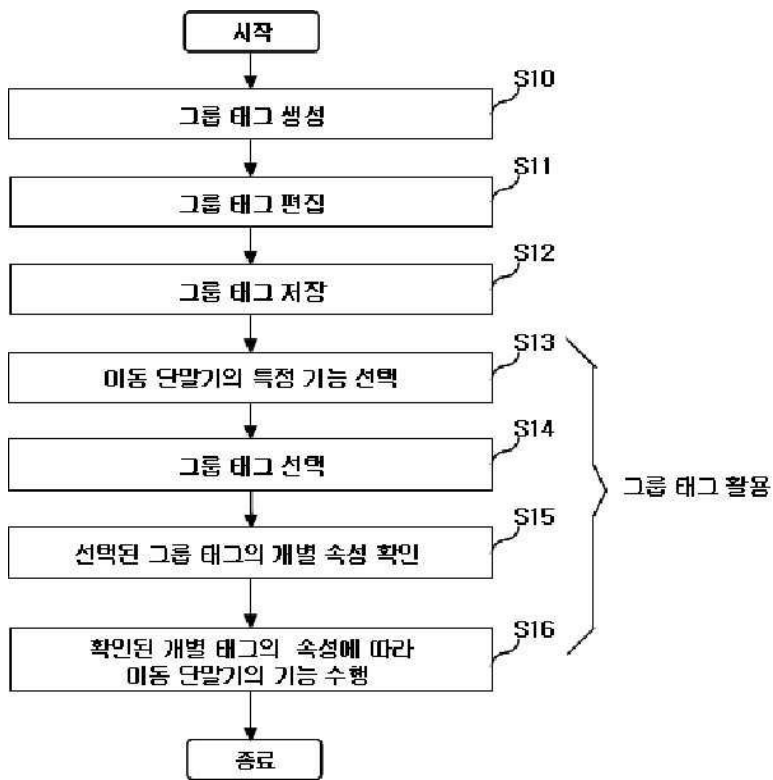 시작
S10
그룹 태그 생성
S11
그룹 태그 편집
S12
그룹 태그 저장
S13
이동 단말기의 특정 기능 선택
S14
그룹 태그 선택
그룹 태그 활용
S15
선택된 그룹 태그의 개별 속성 확인
S16
확인된 개별 태그의 속성에 따라
이동 단말기의 기능 수행
종료